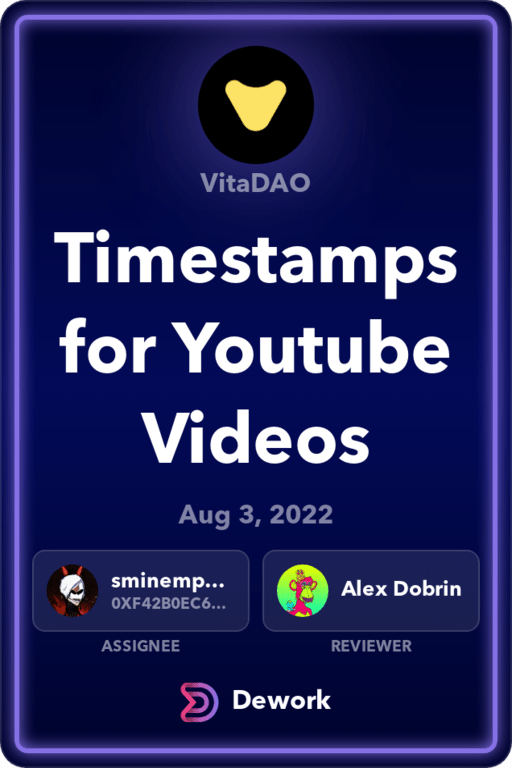 VitaDAO
Timestamps
for Youtube
Videos
Aug 3, 2022
sminemp...
0XF42B0EC6...
ASSIGNEE
Alex Dobrin
REVIEWER
Dework